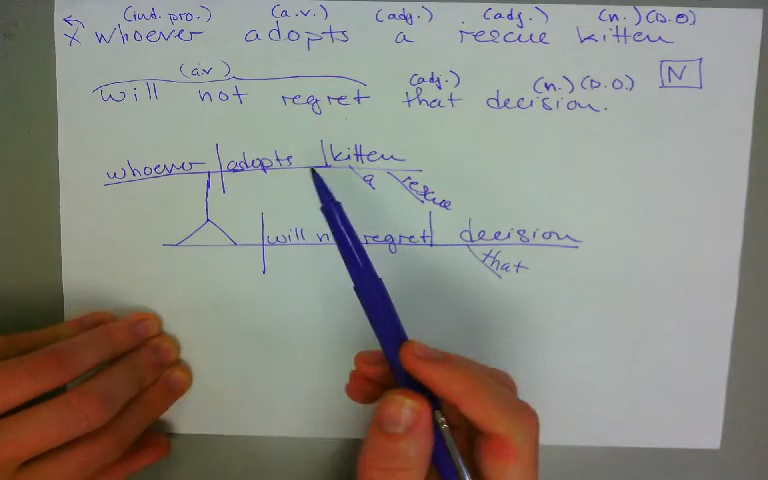 (ind. pro.) (a.v.) (adj.) (adj.) (n.) (D.O)
x whoever adopts a rescue kitten
(av) (adj.) (n.) (D.O.) N
will not regret that decision.
whoever adopts kitten
a rescue
will regret decision
that